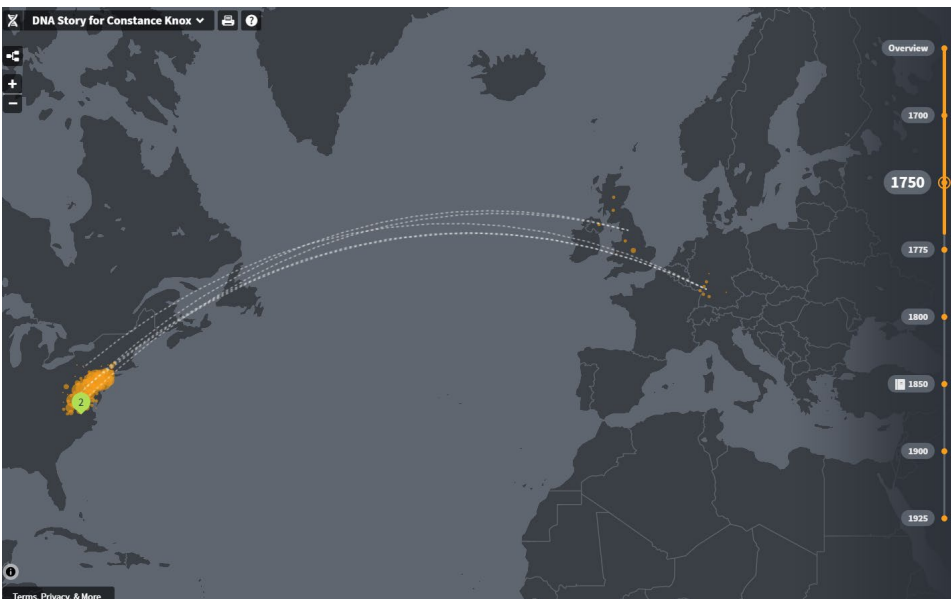 DNA Story for Constance Knox
?
+
−
Overview
1700
1750
1775
1800
1850
1900
1925
2
i
Terms, Privacy, & More